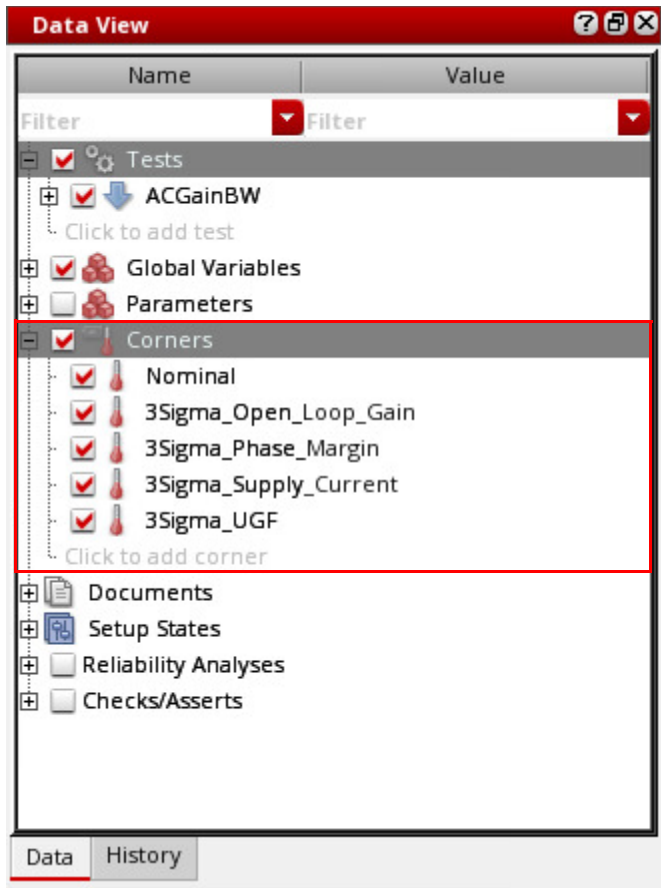 Data View
Name Value
Filter Filter
Tests
ACGainBW
Click to add test
Global Variables
Parameters
Corners
Nominal
3Sigma_Open_Loop_Gain
3Sigma_Phase_Margin
3Sigma_Supply_Current
3Sigma_UGF
Click to add corner
Documents
Setup States
Reliability Analyses
Checks/Asserts
Data History